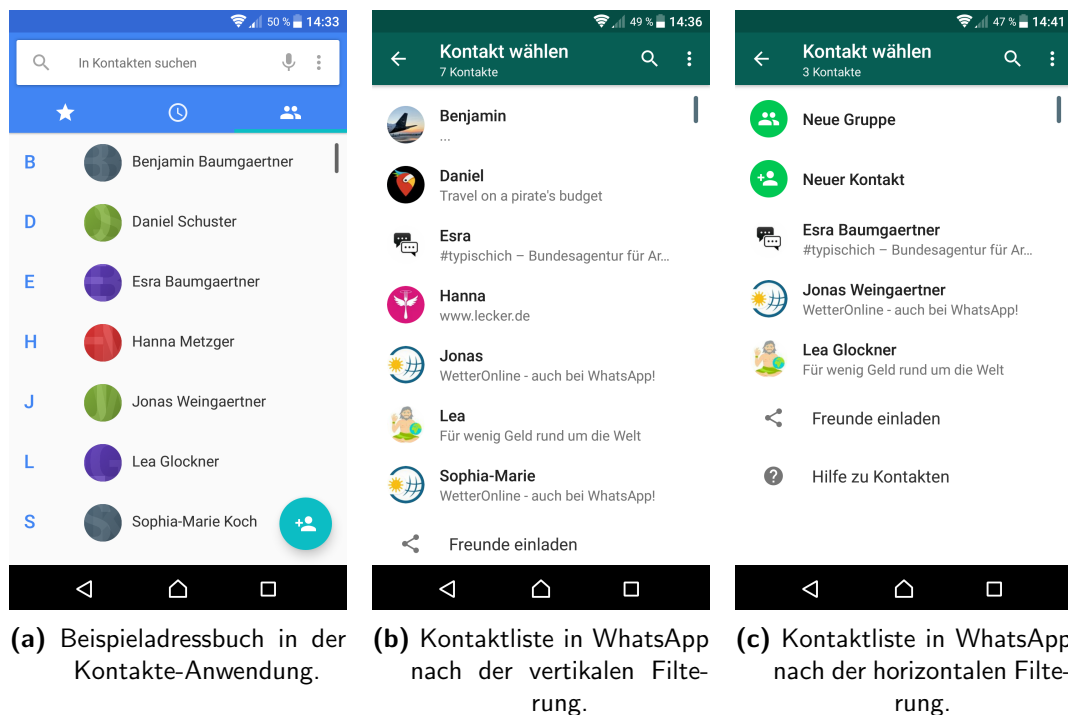 50 % 14:33
In Kontakten suchen
B Benjamin Baumgaertner
D Daniel Schuster
E Esra Baumgaertner
H Hanna Metzger
J Jonas Weingaertner
L Lea Glockner
S Sophia-Marie Koch
(a) Beispieladressbuch in der
Kontakte-Anwendung.
49 % 14:36
Kontakt wählen
7 Kontakte
Benjamin
...
Daniel
Travel on a pirate's budget
Esra
#typischich – Bundesagentur für Ar...
Hanna
www.lecker.de
Jonas
WetterOnline - auch bei WhatsApp!
Lea
Für wenig Geld rund um die Welt
Sophia-Marie
WetterOnline - auch bei WhatsApp!
Freunde einladen
(b) Kontaktliste in WhatsApp
nach der vertikalen Filte-
rung.
47 % 14:41
Kontakt wählen
3 Kontakte
Neue Gruppe
Neuer Kontakt
Esra Baumgaertner
#typischich – Bundesagentur für Ar...
Jonas Weingaertner
WetterOnline - auch bei WhatsApp!
Lea Glockner
Für wenig Geld rund um die Welt
Freunde einladen
Hilfe zu Kontakten
(c) Kontaktliste in WhatsApp
nach der horizontalen Filte-
rung.